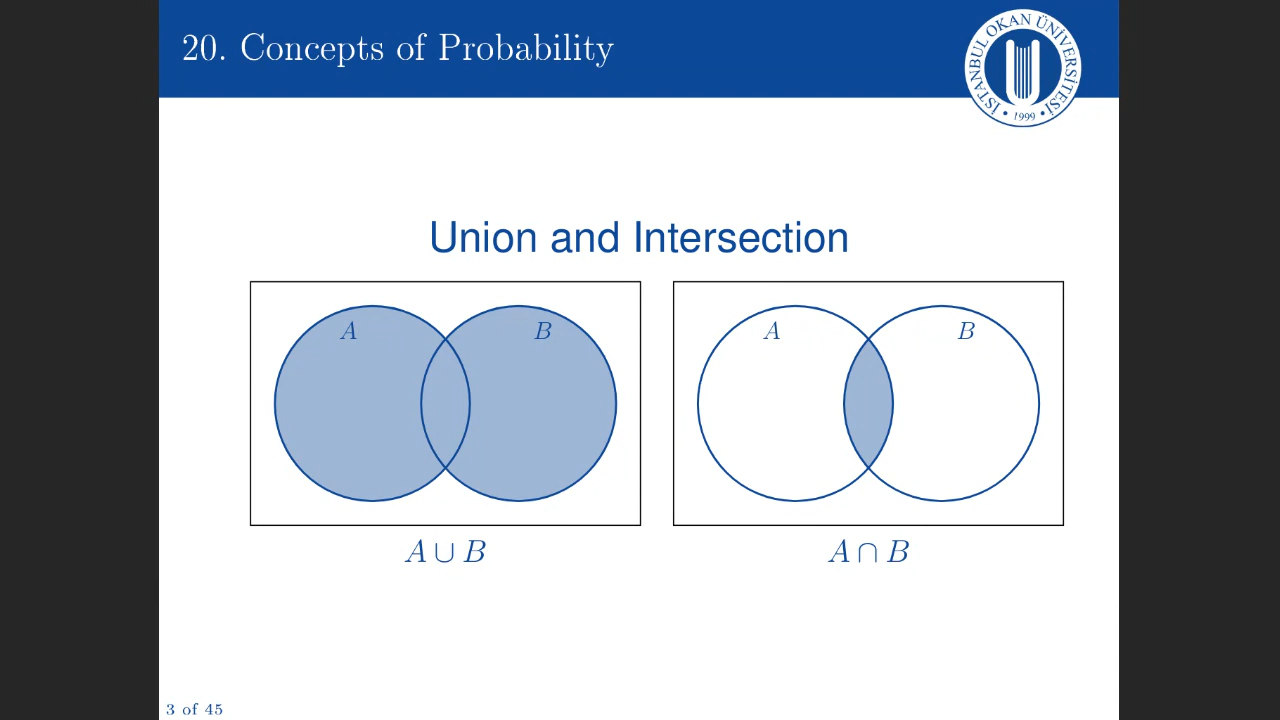 20. Concepts of Probability
İSTANBUL OKAN ÜNİVERSİTESİ
• 1999 •
Union and Intersection
A B
A B
A ∪ B
A ∩ B
3 of 45